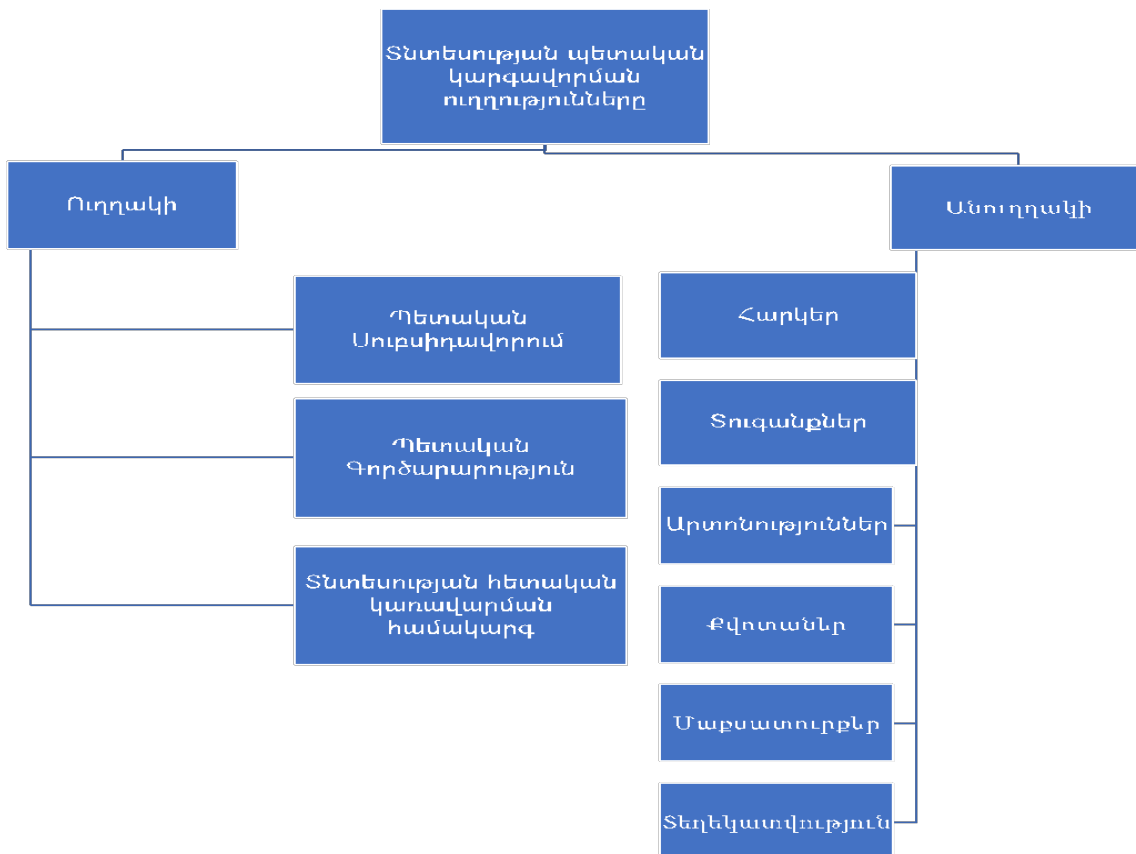 Տնտեսության պետական
կարգավորման
ուղղությունները
Ուղղակի
Անուղղակի
Պետական
Սուբսիդավորում
Պետական
Գործարարություն
Տնտեսության հետական
կառավարման
համակարգ
Հարկեր
Տուգանքներ
Արտոնություններ
Քվոտաներ
Մաքսատուրքեր
Տեղեկատվություն